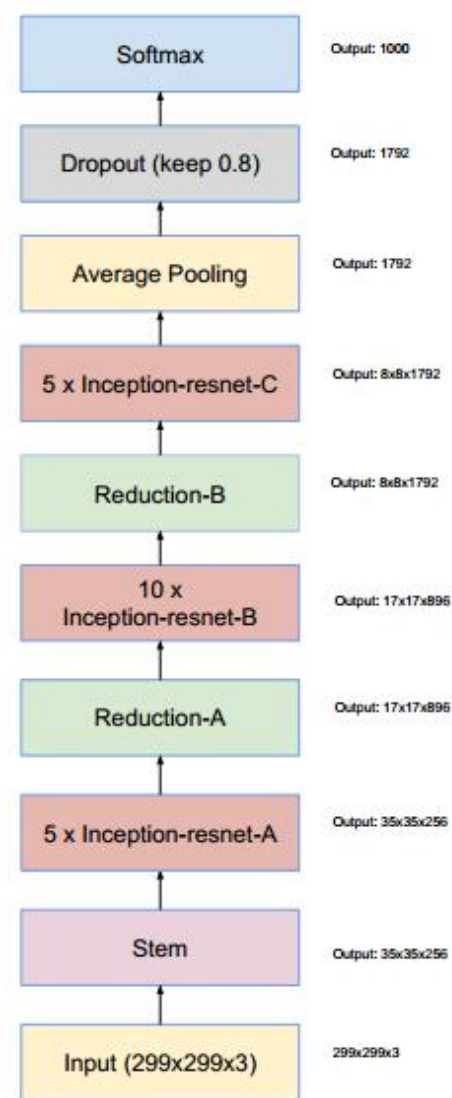 Softmax
Output: 1000
Dropout (keep 0.8)
Output: 1792
Average Pooling
Output: 1792
5 x Inception-resnet-C
Output: 8x8x1792
Reduction-B
Output: 8x8x1792
10 x
Inception-resnet-B
Output: 17x17x896
Reduction-A
Output: 17x17x896
5 x Inception-resnet-A
Output: 35x35x256
Stem
Output: 35x35x256
Input (299x299x3)
299x299x3